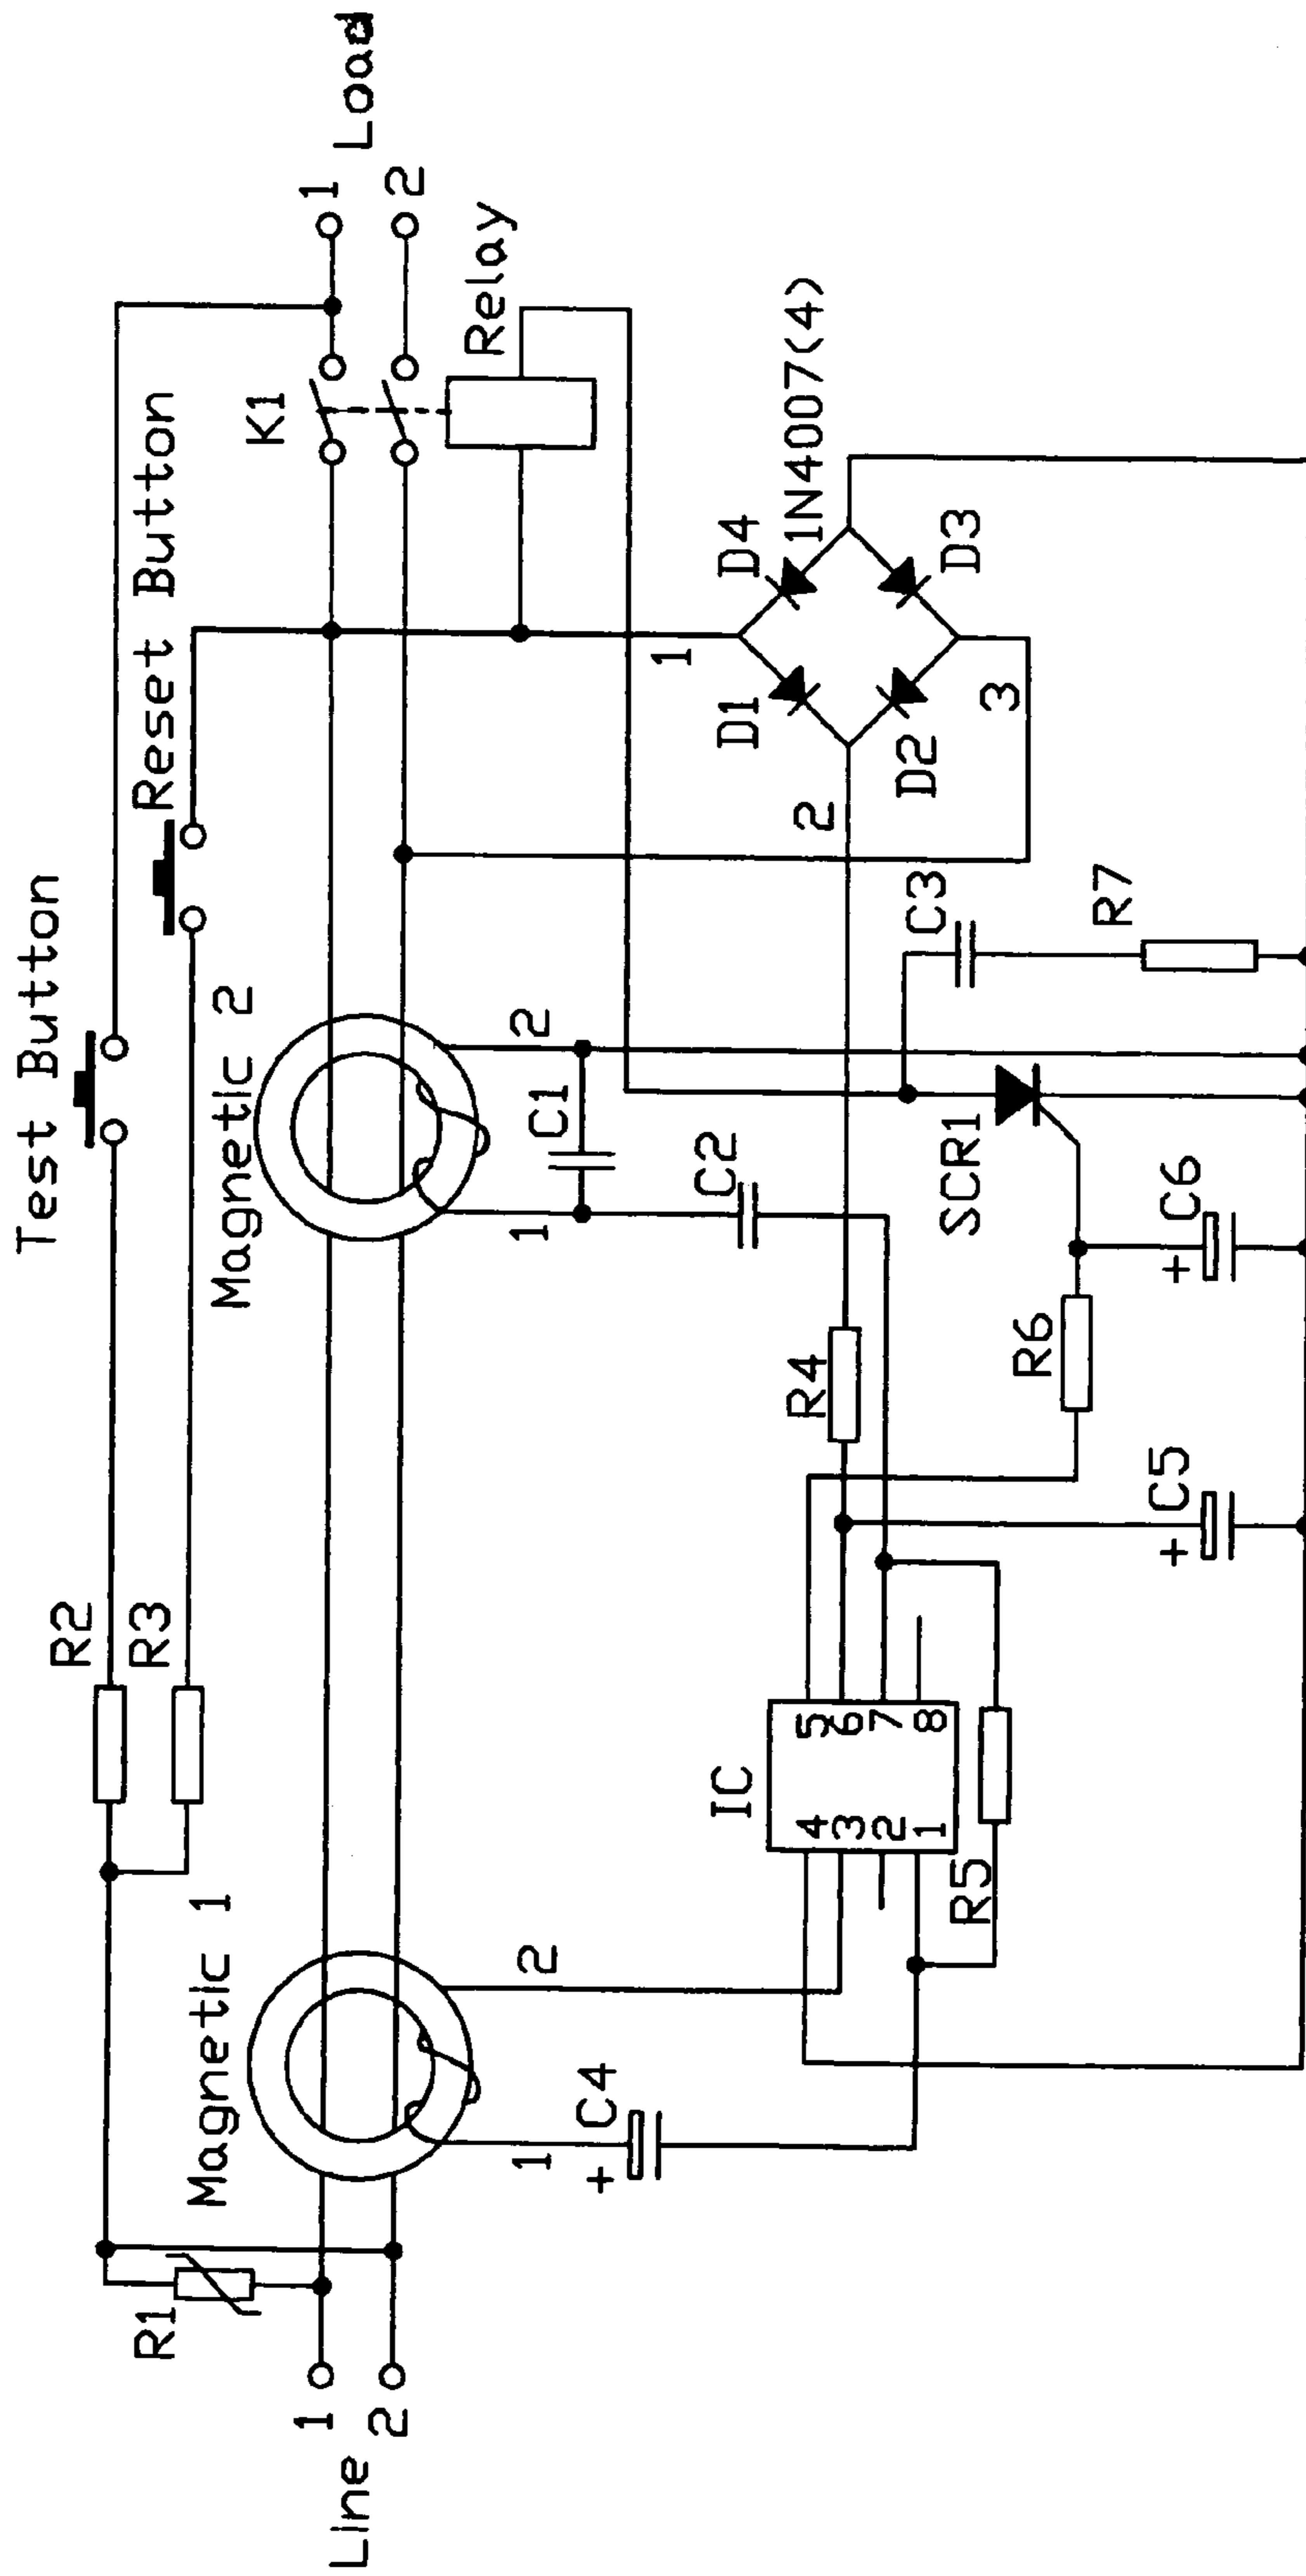 Test Button
Reset Button
R2
R3
R1
Magnetic 1
Magnetic 2
K1
Line
1
2
Load
1
2
Relay
1
2
1
2
C4
C1
C2
IC
4
3
2
1
5
6
7
8
R5
R4
2
D1
1
D4
1N4007(4)
D2
3
D3
C3
SCR1
R6
R7
C5
+
C6
+
+